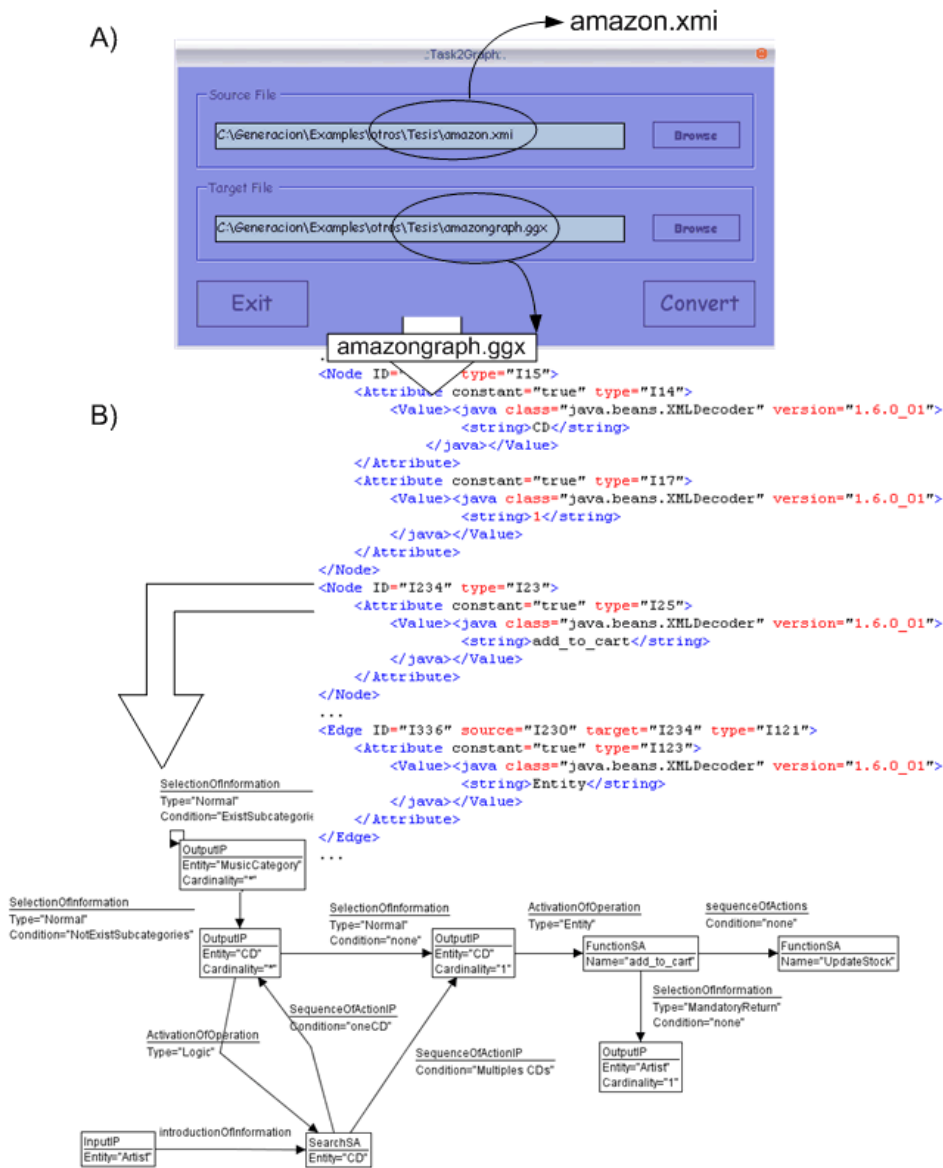 A)
amazon.xmi
.:Task2Graph:.
Source File
C:\Generacion\Examples\otros\Tesis\amazon.xmi
Browse
Target File
C:\Generacion\Examples\otros\Tesis\amazongraph.ggx
Browse
Exit
Convert
amazongraph.ggx
B)
<Node ID=" type="I15">
<Attribute constant="true" type="I14">
<Value><java class="java.beans.XMLDecoder" version="1.6.0_01">
<string>CD</string>
</java></Value>
</Attribute>
<Attribute constant="true" type="I17">
<Value><java class="java.beans.XMLDecoder" version="1.6.0_01">
<string>1</string>
</java></Value>
</Attribute>
</Node>
<Node ID="I234" type="I23">
<Attribute constant="true" type="I25">
<Value><java class="java.beans.XMLDecoder" version="1.6.0_01">
<string>add_to_cart</string>
</java></Value>
</Attribute>
</Node>
...
<Edge ID="I336" source="I230" target="I234" type="I121">
<Attribute constant="true" type="I123">
<Value><java class="java.beans.XMLDecoder" version="1.6.0_01">
<string>Entity</string>
</java></Value>
</Attribute>
</Edge>
...
SelectionOfInformation
Type="Normal"
Condition="ExistSubcategorie
OutputIP
Entity="MusicCategory"
Cardinality="*"
SelectionOfInformation
Type="Normal"
Condition="NotExistSubcategories"
OutputIP
Entity="CD"
Cardinality="*"
SelectionOfInformation
Type="Normal"
Condition="none"
OutputIP
Entity="CD"
Cardinality="1"
ActivationOfOperation
Type="Entity"
FunctionSA
Name="add_to_cart"
sequenceOfActions
Condition="none"
FunctionSA
Name="UpdateStock"
SelectionOfInformation
Type="MandatoryReturn"
Condition="none"
OutputIP
Entity="Artist"
Cardinality="1"
ActivationOfOperation
Type="Logic"
SequenceOfActionIP
Condition="oneCD"
SequenceOfActionIP
Condition="Multiples CDs"
InputIP
Entity="Artist"
introductionOfInformation
SearchSA
Entity="CD"